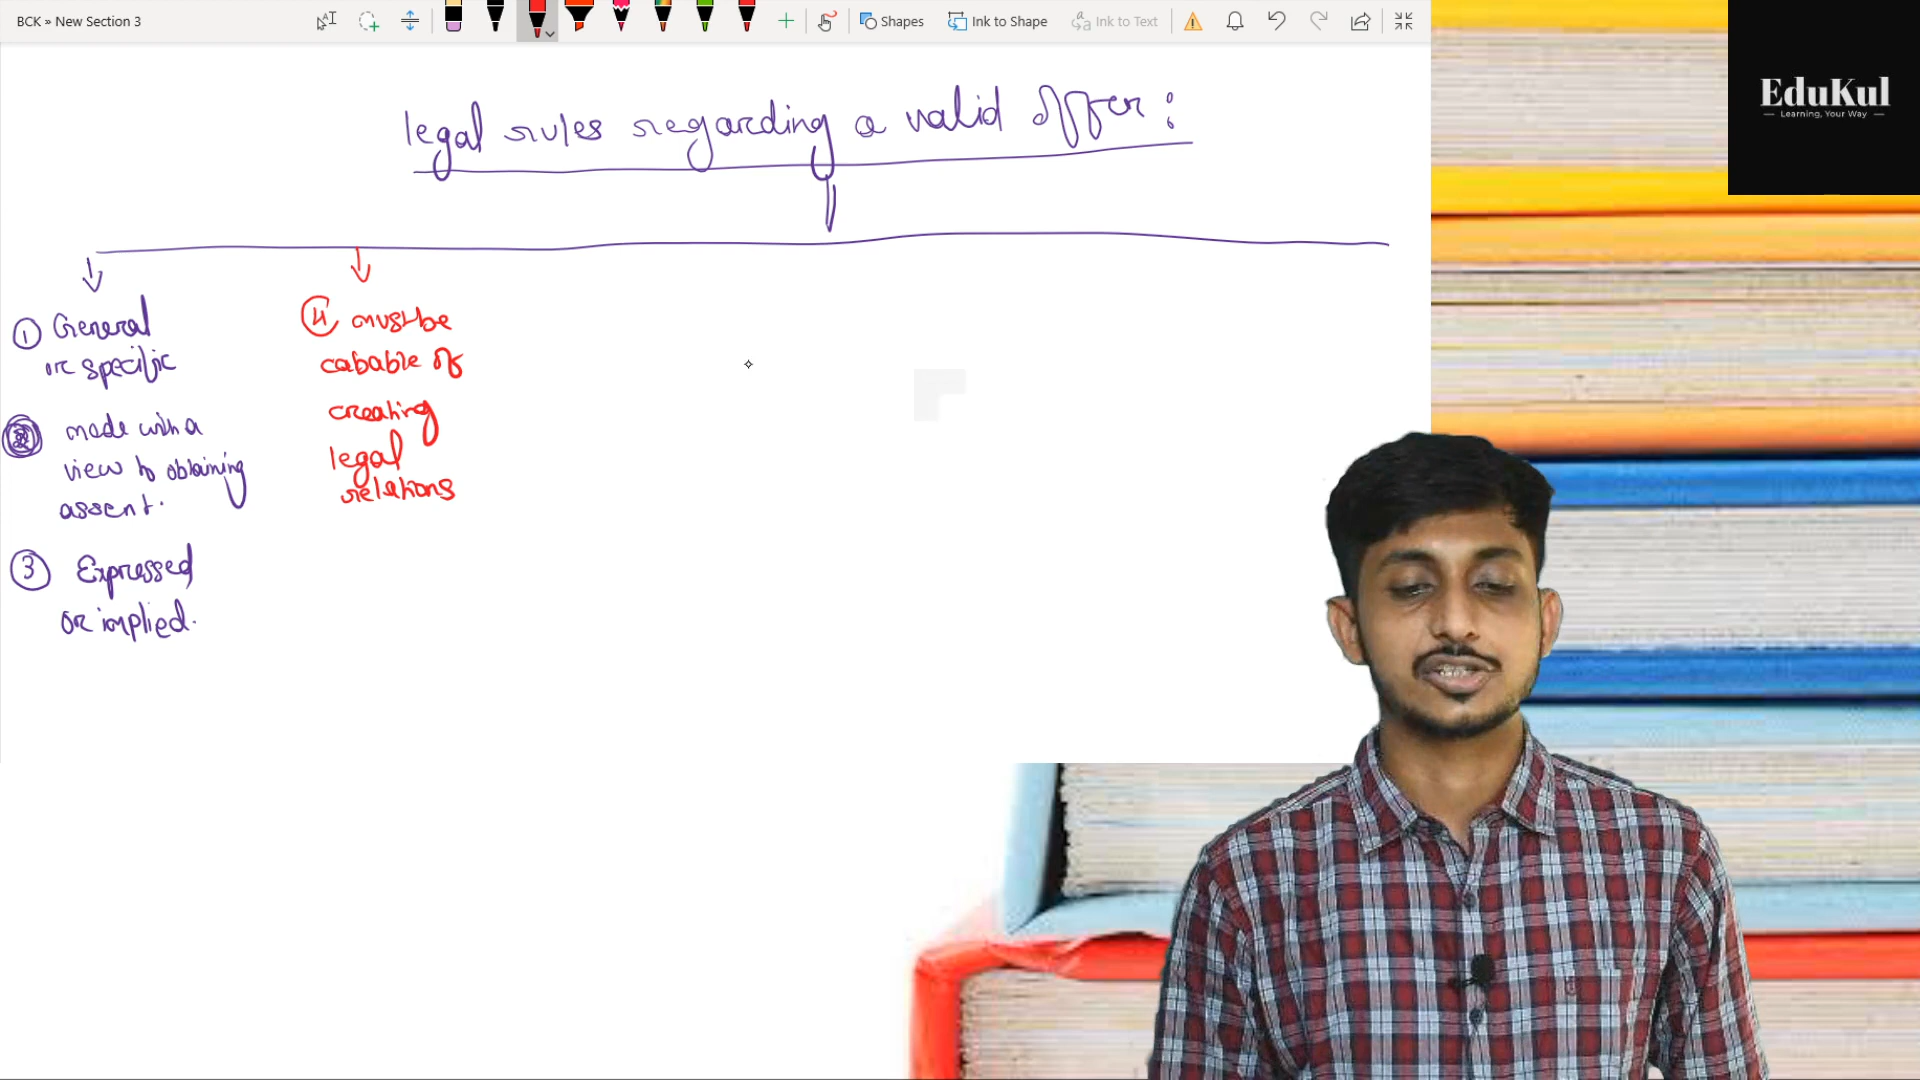 BCK » New Section 3
Shapes
Ink to Shape
Ink to Text
EduKul
Learning, Your Way
legal rules regarding a valid offer :
① General
or specific
② made with a
view to obtaining
assent.
③ Expressed
or implied.
④ must be
cabable of
creating
legal
relations